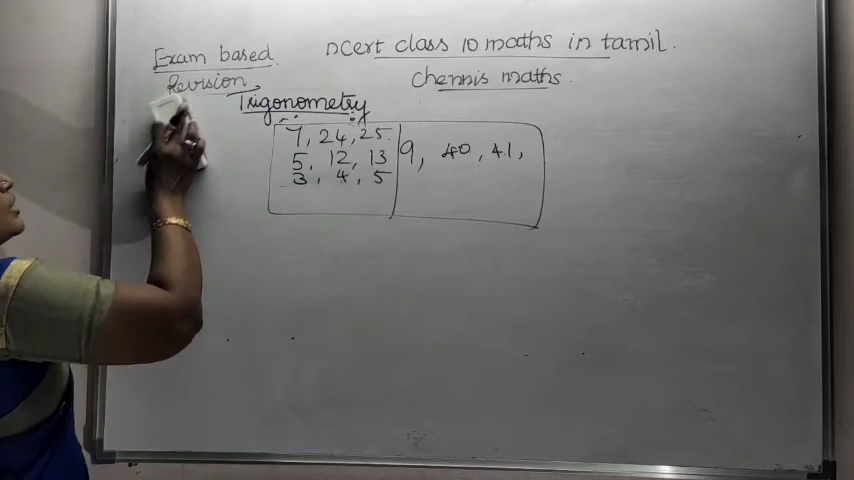 Exam based
Revision
Ncert class 10 maths in tamil.
Chennis maths.
Trigonometry
7, 24, 25.
5, 12, 13
3, 4, 5
9, 40, 41,